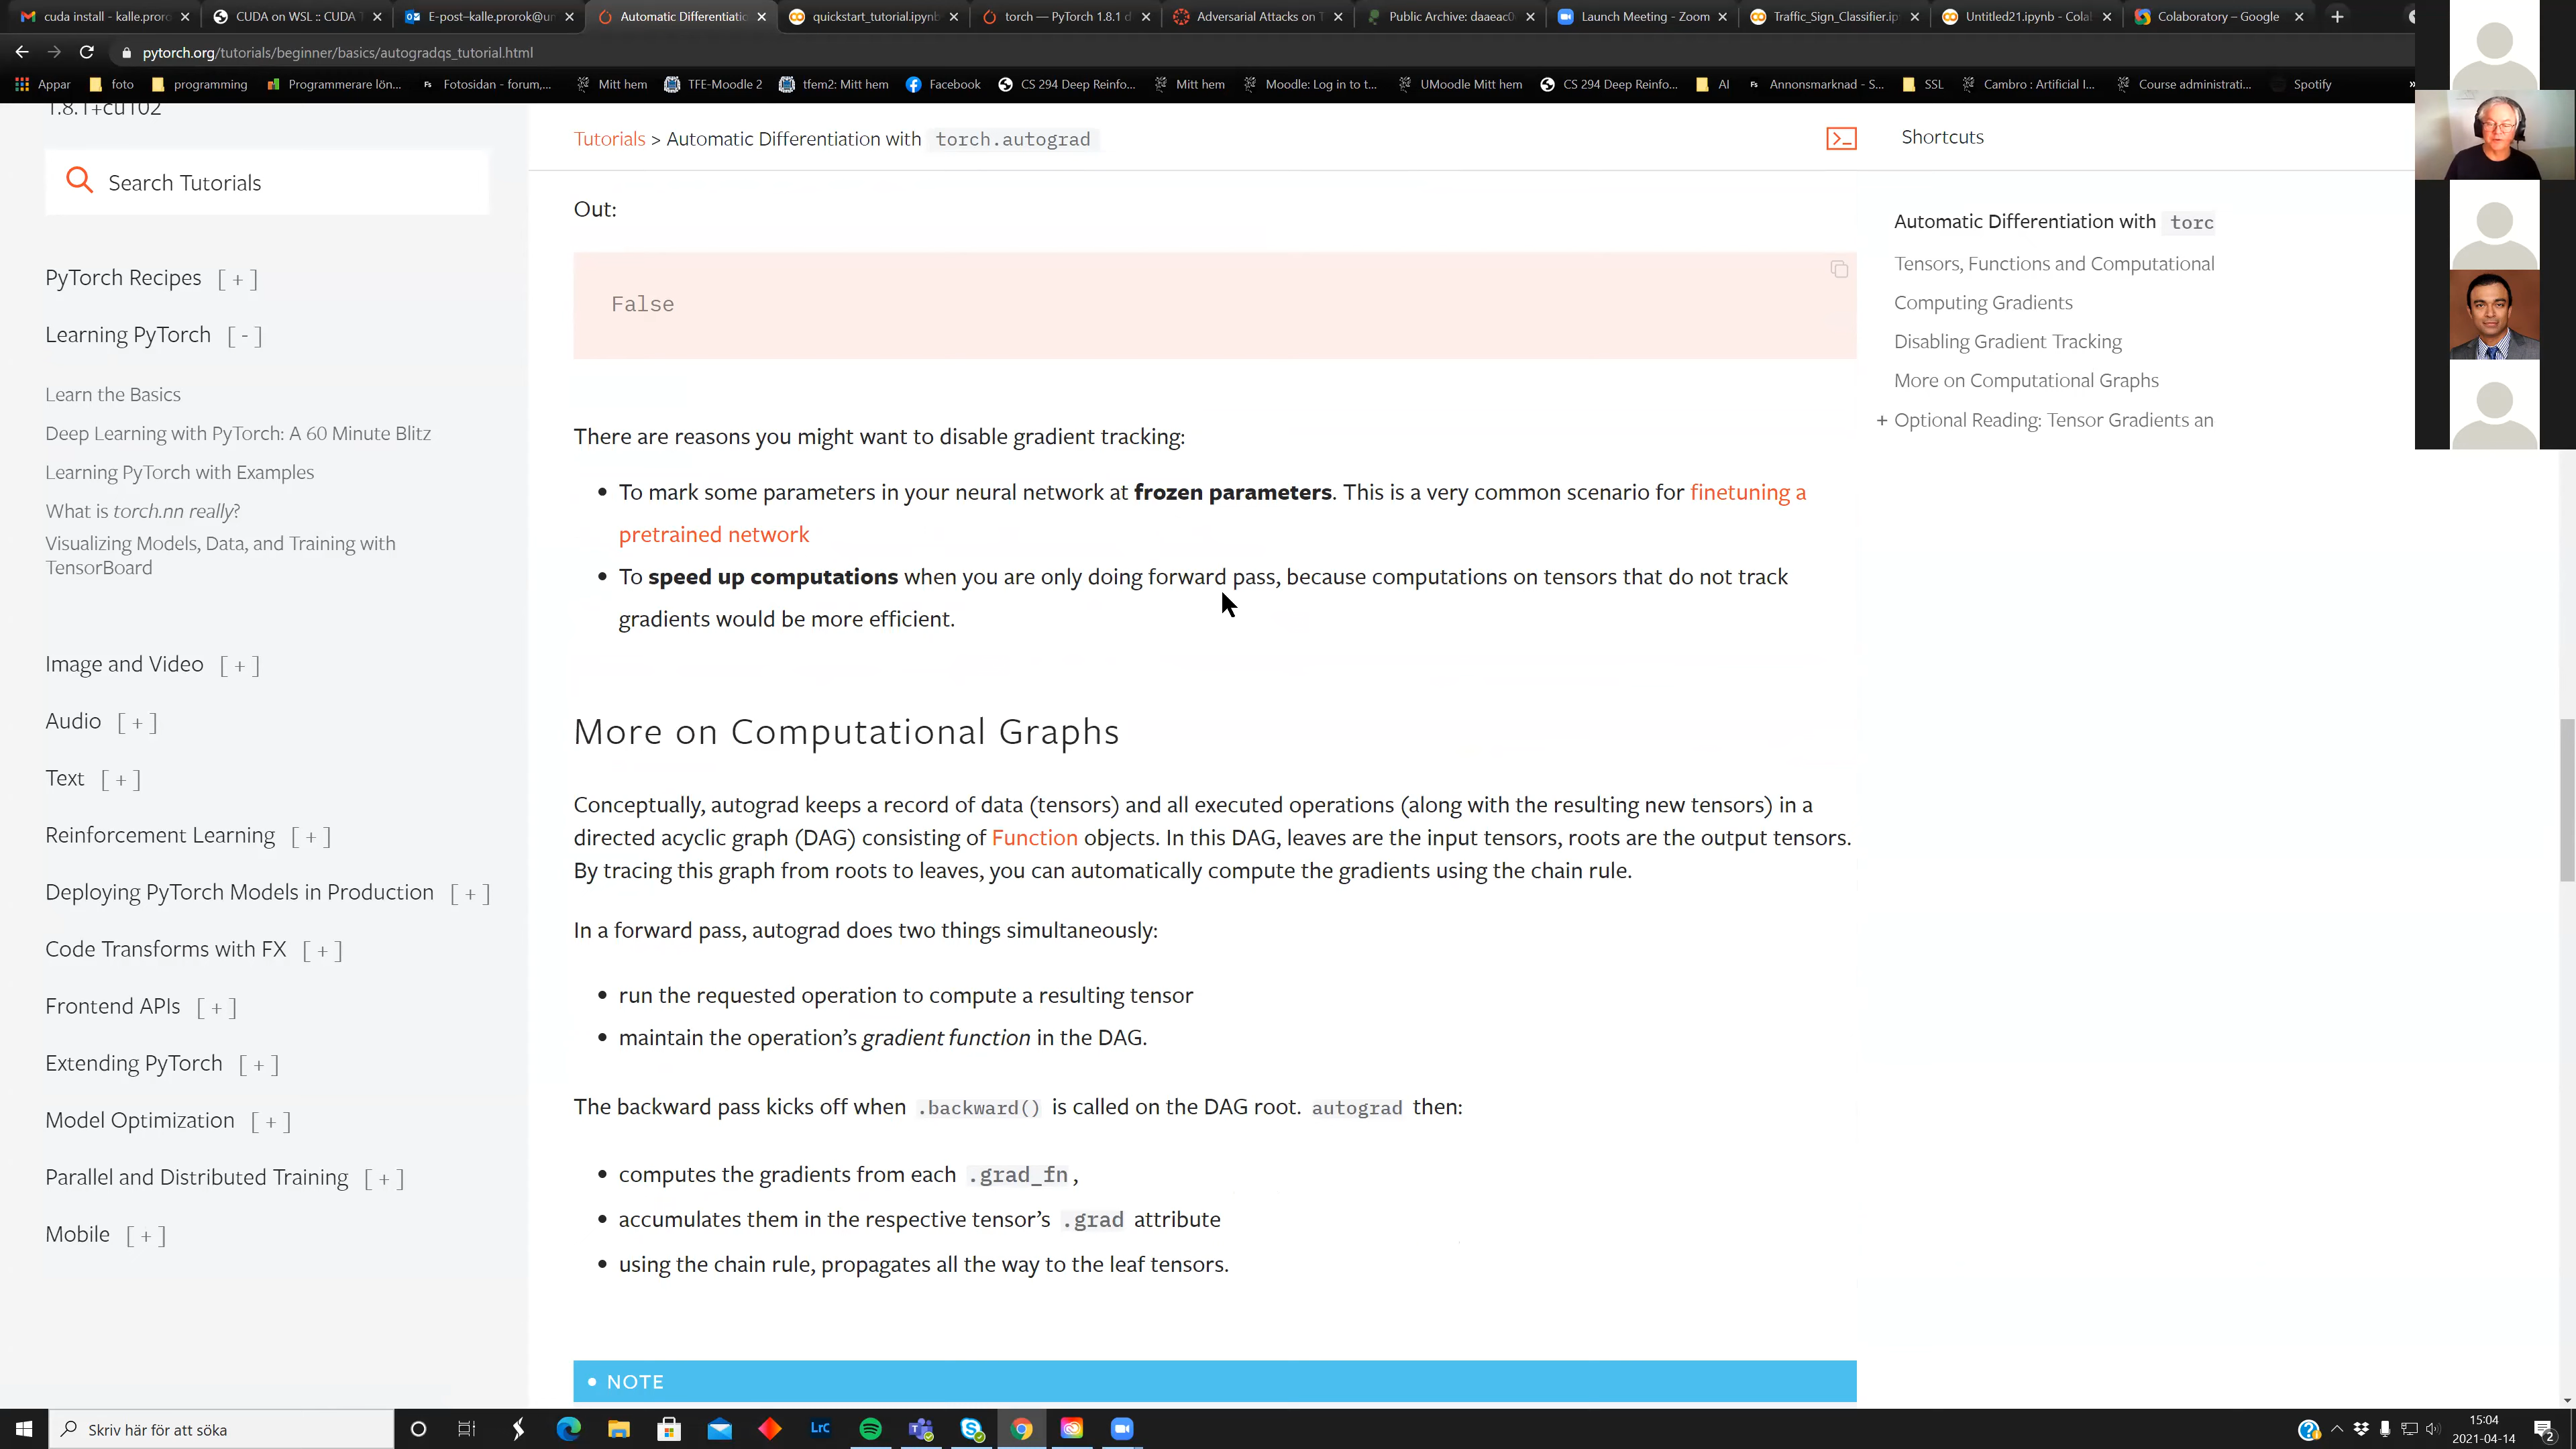 cuda install - kalle.proro
CUDA on WSL :: CUDA T
E-post–kalle.prorok@un
Automatic Differentiatio
quickstart_tutorial.ipynb
torch — PyTorch 1.8.1 d
Adversarial Attacks on T
Public Archive: daaeac0
Launch Meeting - Zoom
Traffic_Sign_Classifier.ip
Untitled21.ipynb - Colab
Colaboratory – Google
pytorch.org/tutorials/beginner/basics/autogradqs_tutorial.html
Appar
foto
programming
Programmerare lön...
Fs
Fotosidan - forum,...
Mitt hem
TFE-Moodle 2
tfem2: Mitt hem
Facebook
CS 294 Deep Reinfo...
Mitt hem
Moodle: Log in to t...
UMoodle Mitt hem
CS 294 Deep Reinfo...
AI
Fs
Annonsmarknad - S...
SSL
Cambro : Artificial I...
Course administrati...
Spotify
»
1.8.1+cu102
Search Tutorials
PyTorch Recipes [ + ]
Learning PyTorch [ - ]
Learn the Basics
Deep Learning with PyTorch: A 60 Minute Blitz
Learning PyTorch with Examples
What is torch.nn really?
Visualizing Models, Data, and Training with
TensorBoard
Image and Video [ + ]
Audio [ + ]
Text [ + ]
Reinforcement Learning [ + ]
Deploying PyTorch Models in Production [ + ]
Code Transforms with FX [ + ]
Frontend APIs [ + ]
Extending PyTorch [ + ]
Model Optimization [ + ]
Parallel and Distributed Training [ + ]
Mobile [ + ]
Tutorials > Automatic Differentiation with torch.autograd
Out:
False
There are reasons you might want to disable gradient tracking:
• To mark some parameters in your neural network at frozen parameters. This is a very common scenario for finetuning a
pretrained network
• To speed up computations when you are only doing forward pass, because computations on tensors that do not track
gradients would be more efficient.
More on Computational Graphs
Conceptually, autograd keeps a record of data (tensors) and all executed operations (along with the resulting new tensors) in a
directed acyclic graph (DAG) consisting of Function objects. In this DAG, leaves are the input tensors, roots are the output tensors.
By tracing this graph from roots to leaves, you can automatically compute the gradients using the chain rule.
In a forward pass, autograd does two things simultaneously:
• run the requested operation to compute a resulting tensor
• maintain the operation’s gradient function in the DAG.
The backward pass kicks off when .backward() is called on the DAG root. autograd then:
• computes the gradients from each .grad_fn,
• accumulates them in the respective tensor’s .grad attribute
• using the chain rule, propagates all the way to the leaf tensors.
• NOTE
Shortcuts
Automatic Differentiation with torc
Tensors, Functions and Computational
Computing Gradients
Disabling Gradient Tracking
More on Computational Graphs
+ Optional Reading: Tensor Gradients an
Skriv här för att söka
LrC
15:04
2021-04-14
2